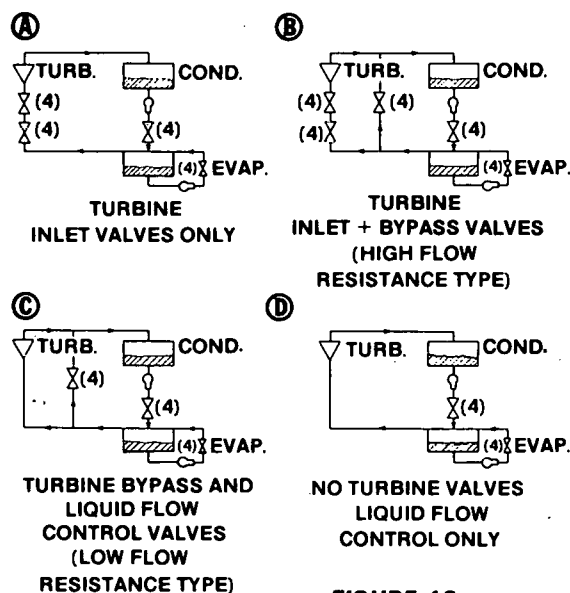 A
TURB.
COND.
(4)
(4)
(4)
(4)
EVAP.
TURBINE
INLET VALVES ONLY
B
TURB.
COND.
(4)
(4)
(4)
(4)
(4)
EVAP.
TURBINE
INLET + BYPASS VALVES
(HIGH FLOW
RESISTANCE TYPE)
C
TURB.
COND.
(4)
(4)
(4)
EVAP.
TURBINE BYPASS AND
LIQUID FLOW
CONTROL VALVES
(LOW FLOW
RESISTANCE TYPE)
D
TURB.
COND.
(4)
(4)
EVAP.
NO TURBINE VALVES
LIQUID FLOW
CONTROL ONLY